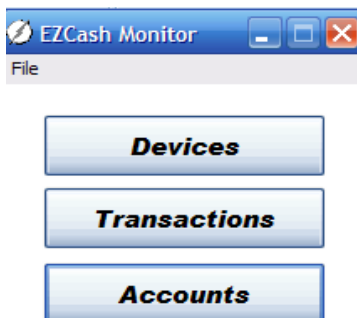 EZCash Monitor
File
Devices
Transactions
Accounts